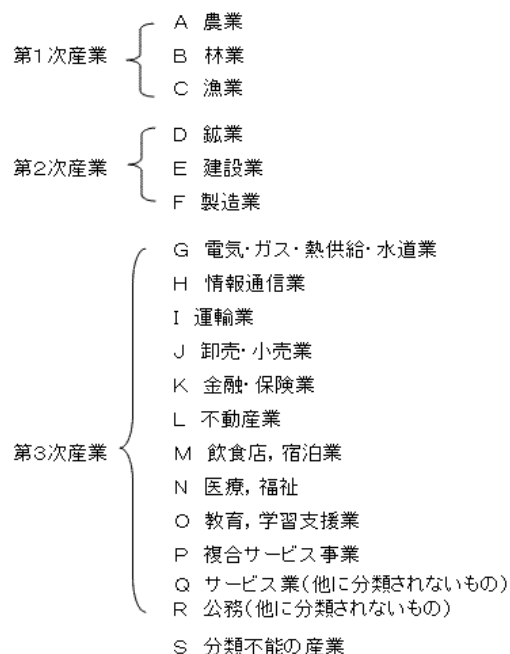 A 農業
第1次産業 B 林業
C 漁業
D 鉱業
第2次産業 E 建設業
F 製造業
G 電気･ガス･熱供給･水道業
H 情報通信業
I 運輸業
J 卸売･小売業
K 金融･保険業
L 不動産業
第3次産業 M 飲食店，宿泊業
N 医療，福祉
O 教育，学習支援業
P 複合サービス事業
Q サービス業(他に分類されないもの)
R 公務(他に分類されないもの)
S 分類不能の産業